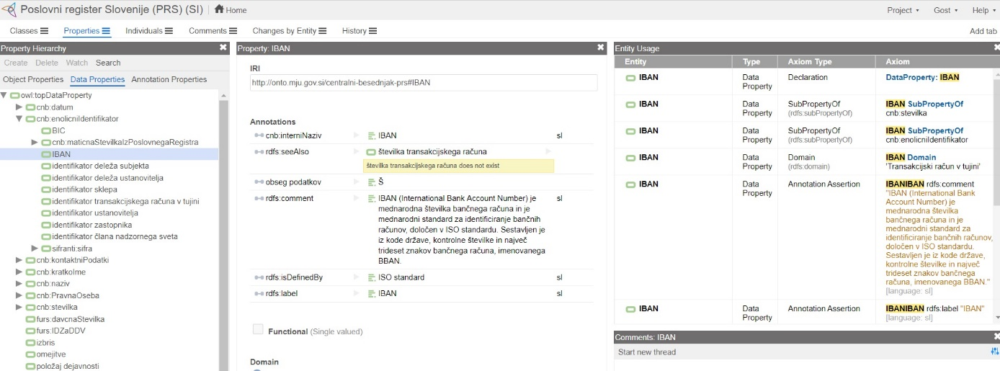 Poslovni register Slovenije (PRS) (SI) Home Project Gost Help
Classes Properties Individuals Comments Changes by Entity History Add tab
Property Hierarchy
Create Delete Watch Search
Object Properties Data Properties Annotation Properties
owl:topDataProperty
cnb:datum
cnb:enolicniIdentifikator
BIC
cnb:maticnaStevilkaIzPoslovnegaRegistra
IBAN
identifikator deleža subjekta
identifikator deleža ustanovitelja
identifikator sklepa
identifikator transakcijskega računa v tujini
identifikator ustanovitelja
identifikator zastopnika
identifikator člana nadzornega sveta
sifranti:sifra
cnb:kontaktniPodatki
cnb:kratkoIme
cnb:naziv
cnb:PravnaOseba
cnb:stevilka
furs:davcnaStevilka
furs:IDZaDDV
izbris
omejitve
položaj dejavnosti
Property: IBAN
IRI
http://onto.mju.gov.si/centralni-besednjak-prs#IBAN
Annotations
cnb:interniNaziv IBAN sl
rdfs:seeAlso številka transakcijskega računa
številka transakcijskega računa does not exist
obseg podatkov Š
rdfs:comment IBAN (International Bank Account Number) je sl
mednarodna številka bančnega računa in je
mednarodni standard za identificiranje bančnih
računov, določen v ISO standardu. Sestavljen je
iz kode države, kontrolne številke in največ
trideset znakov bančnega računa, imenovanega
BBAN.
rdfs:isDefinedBy ISO standard sl
rdfs:label IBAN sl
Functional (Single valued)
Domain
Entity Usage
Entity Type Axiom Type Axiom
IBAN Data Declaration DataProperty: IBAN
Property
IBAN Data SubPropertyOf IBAN SubPropertyOf
Property (rdfs:subPropertyOf) cnb:stevilka
IBAN Data SubPropertyOf IBAN SubPropertyOf
Property (rdfs:subPropertyOf) cnb:enolicniIdentifikator
IBAN Data Domain IBAN Domain
Property (rdfs:domain) 'Transakcijski račun v tujini'
IBAN Data Annotation Assertion IBANIBAN rdfs:comment
Property "IBAN (International Bank
Account Number) je
mednarodna številka
bančnega računa in je
mednarodni standard za
identificiranje bančnih računov,
določen v ISO standardu.
Sestavljen je iz kode države,
kontrolne številke in največ
trideset znakov bančnega
računa, imenovanega BBAN."
[language: sl]
IBAN Data Annotation Assertion IBANIBAN rdfs:label "IBAN"
Property [language: sl]
Comments: IBAN
Start new thread